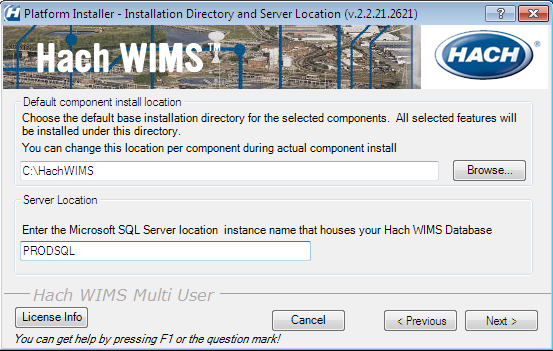 Platform Installer - Installation Directory and Server Location (v.2.2.21.2621)
Hach WIMS™
HACH
Default component install location
Choose the default base installation directory for the selected components. All selected features will
be installed under this directory.
You can change this location per component during actual component install
C:\HachWIMS
Browse...
Server Location
Enter the Microsoft SQL Server location instance name that houses your Hach WIMS Database
PRODSQL
Hach WIMS Multi User
License Info
Cancel
< Previous
Next >
You can get help by pressing F1 or the question mark!